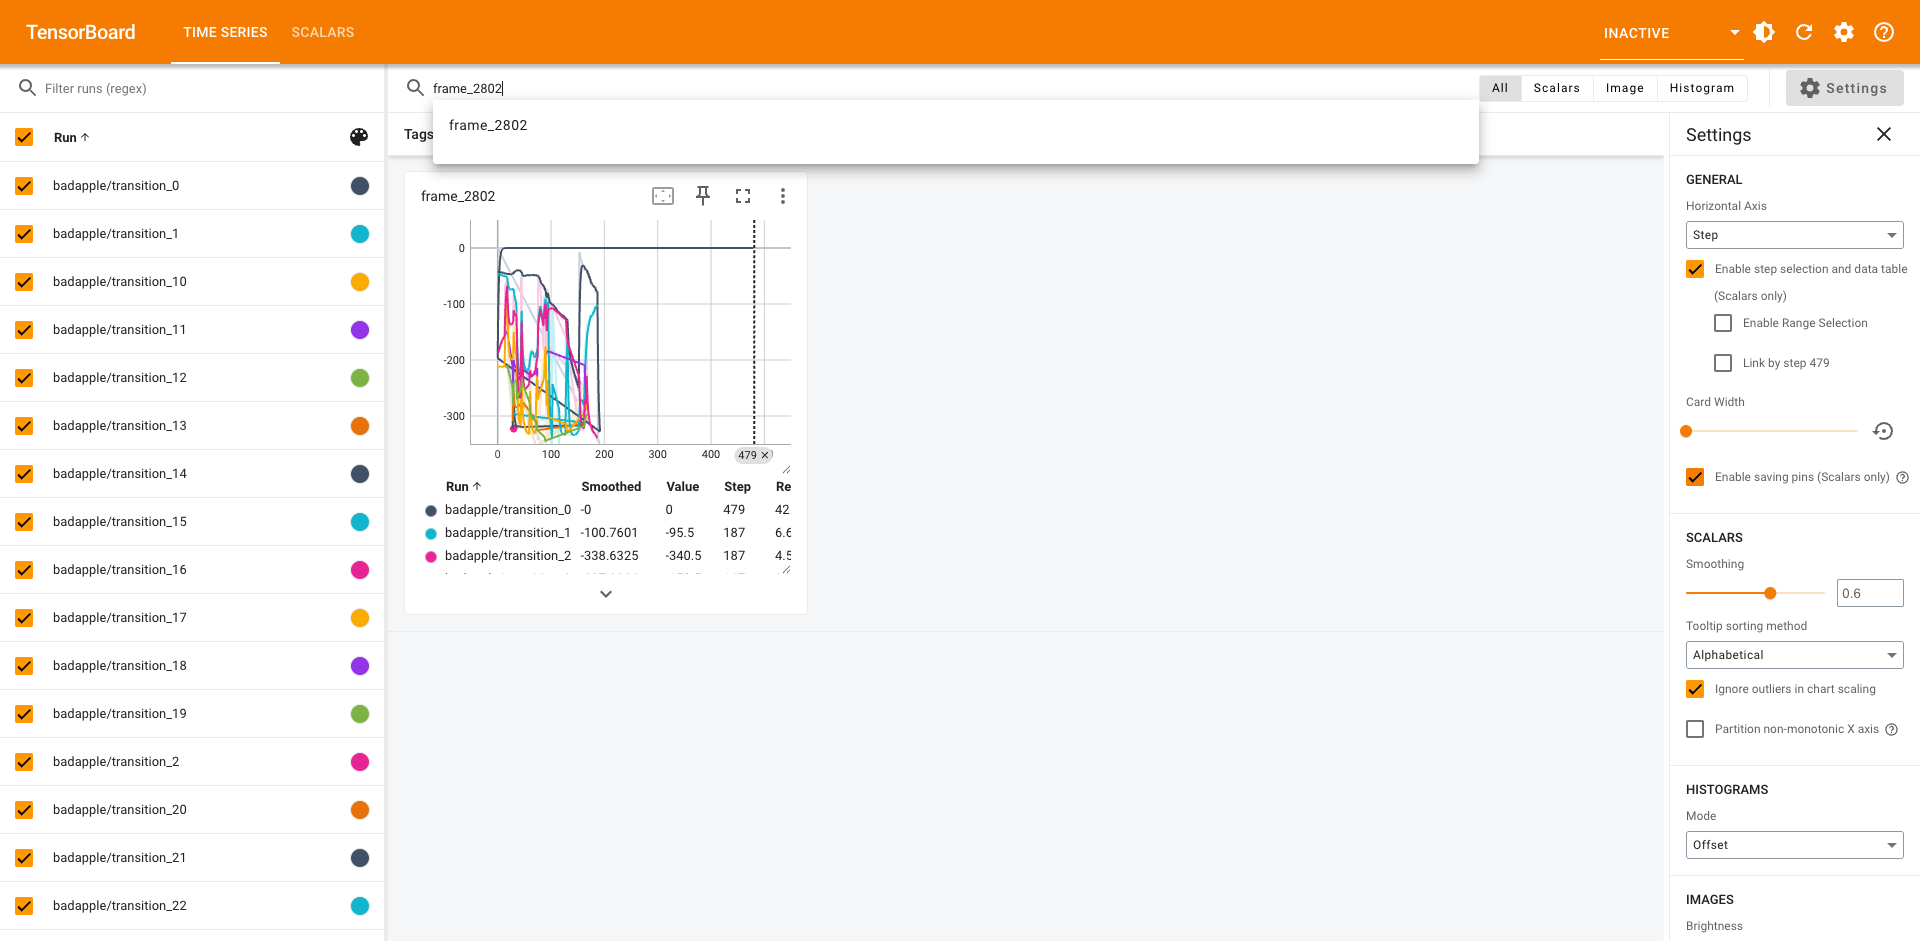 TensorBoard TIME SERIES SCALARS INACTIVE
Filter runs (regex)
frame_2802
All Scalars Image Histogram
Settings
Run
badapple/transition_0
badapple/transition_1
badapple/transition_10
badapple/transition_11
badapple/transition_12
badapple/transition_13
badapple/transition_14
badapple/transition_15
badapple/transition_16
badapple/transition_17
badapple/transition_18
badapple/transition_19
badapple/transition_2
badapple/transition_20
badapple/transition_21
badapple/transition_22
frame_2802
Tags
frame_2802
0
-100
-200
-300
0 100 200 300 400 479
Run Smoothed Value Step Re
badapple/transition_0 -0 0 479 42.
badapple/transition_1 -100.7601 -95.5 187 6.6
badapple/transition_2 -338.6325 -340.5 187 4.5
Settings
GENERAL
Horizontal Axis
Step
Enable step selection and data table
(Scalars only)
Enable Range Selection
Link by step 479
Card Width
Enable saving pins (Scalars only)
SCALARS
Smoothing
0.6
Tooltip sorting method
Alphabetical
Ignore outliers in chart scaling
Partition non-monotonic X axis
HISTOGRAMS
Mode
Offset
IMAGES
Brightness